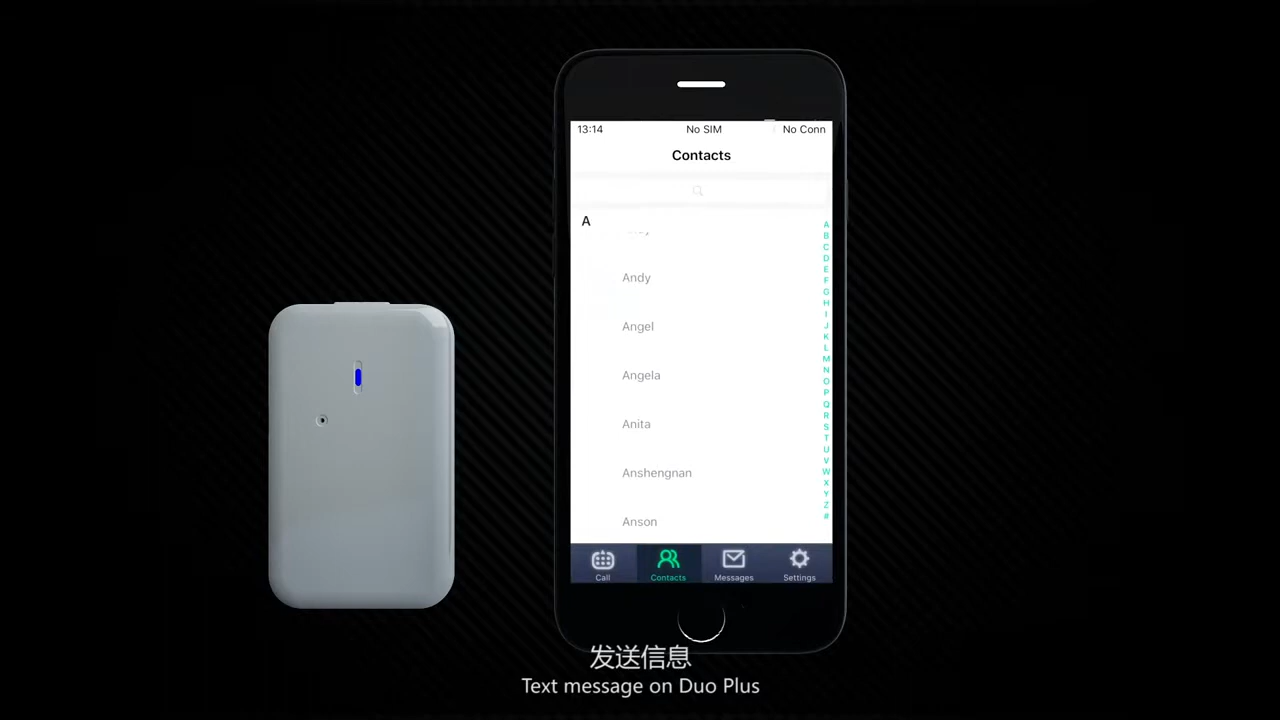 13:14 No SIM No Conn
Contacts
A
Andy
Angel
Angela
Anita
Anshengnan
Anson
A
B
C
D
E
F
G
H
I
J
K
L
M
N
O
P
Q
R
S
T
U
V
W
X
Y
Z
#
Call Contacts Messages Settings
发送信息
Text message on Duo Plus